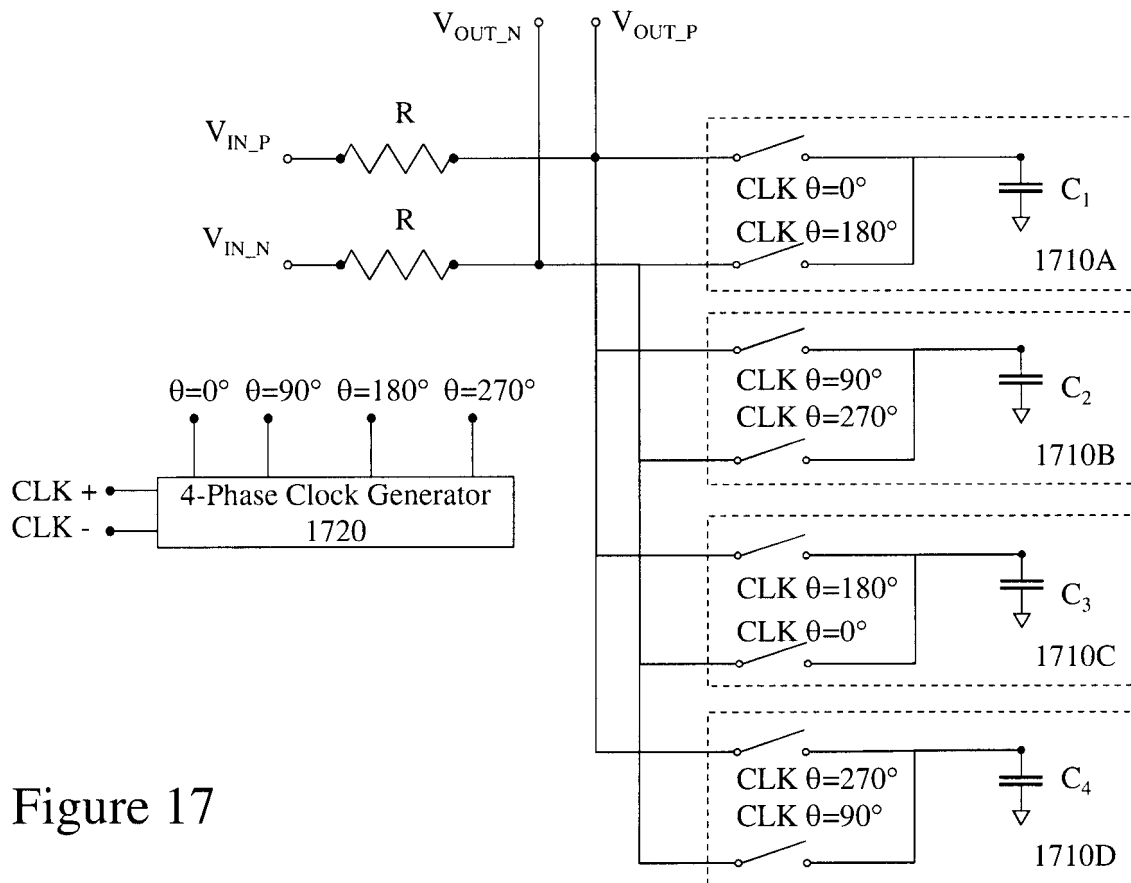 V_OUT_N V_OUT_P
R
V_IN_P
CLK θ=0°
C_1
R
V_IN_N
CLK θ=180°
1710A
CLK θ=90°
C_2
CLK θ=270°
1710B
θ=0° θ=90° θ=180° θ=270°
CLK +
CLK -
4-Phase Clock Generator
1720
CLK θ=180°
C_3
CLK θ=0°
1710C
CLK θ=270°
C_4
CLK θ=90°
1710D
Figure 17